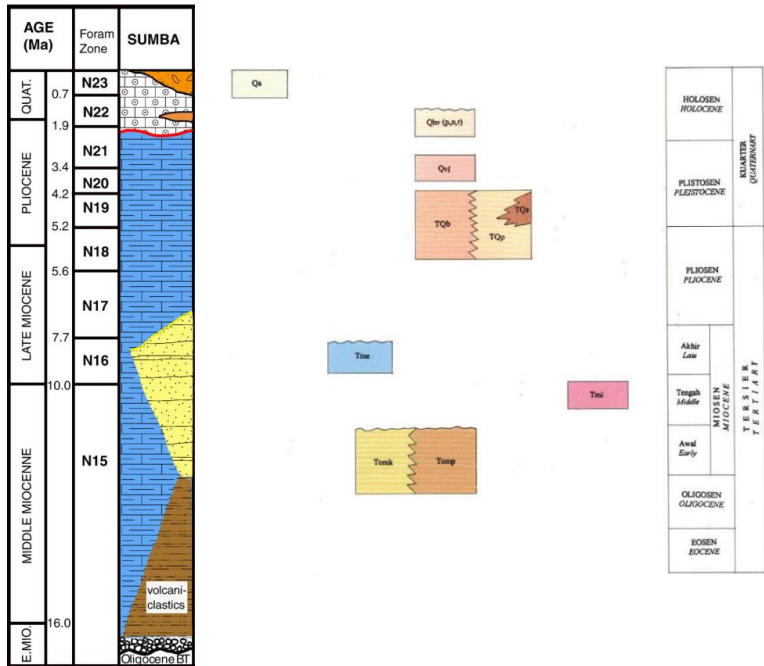 AGE
(Ma)
Foram
Zone
SUMBA
QUAT.
PLIOCENE
LATE MIOCENE
MIDDLE MIOCENNE
E.MIO.
0.7
1.9
3.4
4.2
5.2
5.6
7.7
10.0
16.0
N23
N22
N21
N20
N19
N18
N17
N16
N15
volcani-
clastics
Oligocene BT
Qa
Qhv (p,n,r)
Qvl
TQb
TQp
Tme
Tmi
Tomk
Tomp
HOLOSEN
HOLOCENE
PLISTOSEN
PLEISTOCENE
KUARTER
QUATERNARY
PLIOSEN
PLIOCENE
Akhir
Late
Tengah
Middle
Awal
Early
MIOSEN
MIOCENE
OLIGOSEN
OLIGOCENE
EOSEN
EOCENE
TERSIER
TERTIARY